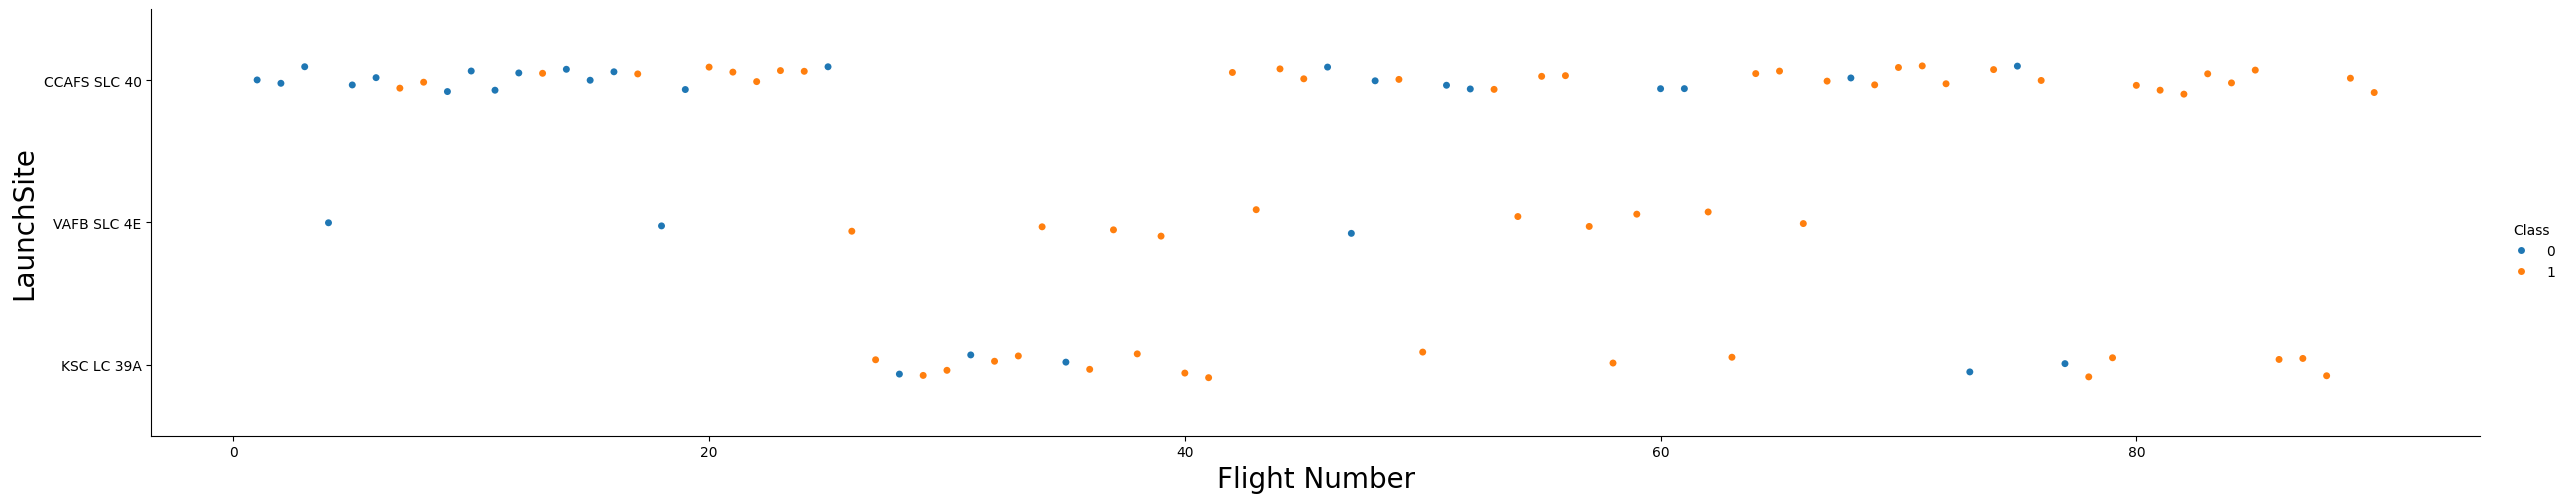 LaunchSite
CCAFS SLC 40
VAFB SLC 4E
KSC LC 39A
0 20 40 60 80
Flight Number
Class
0
1